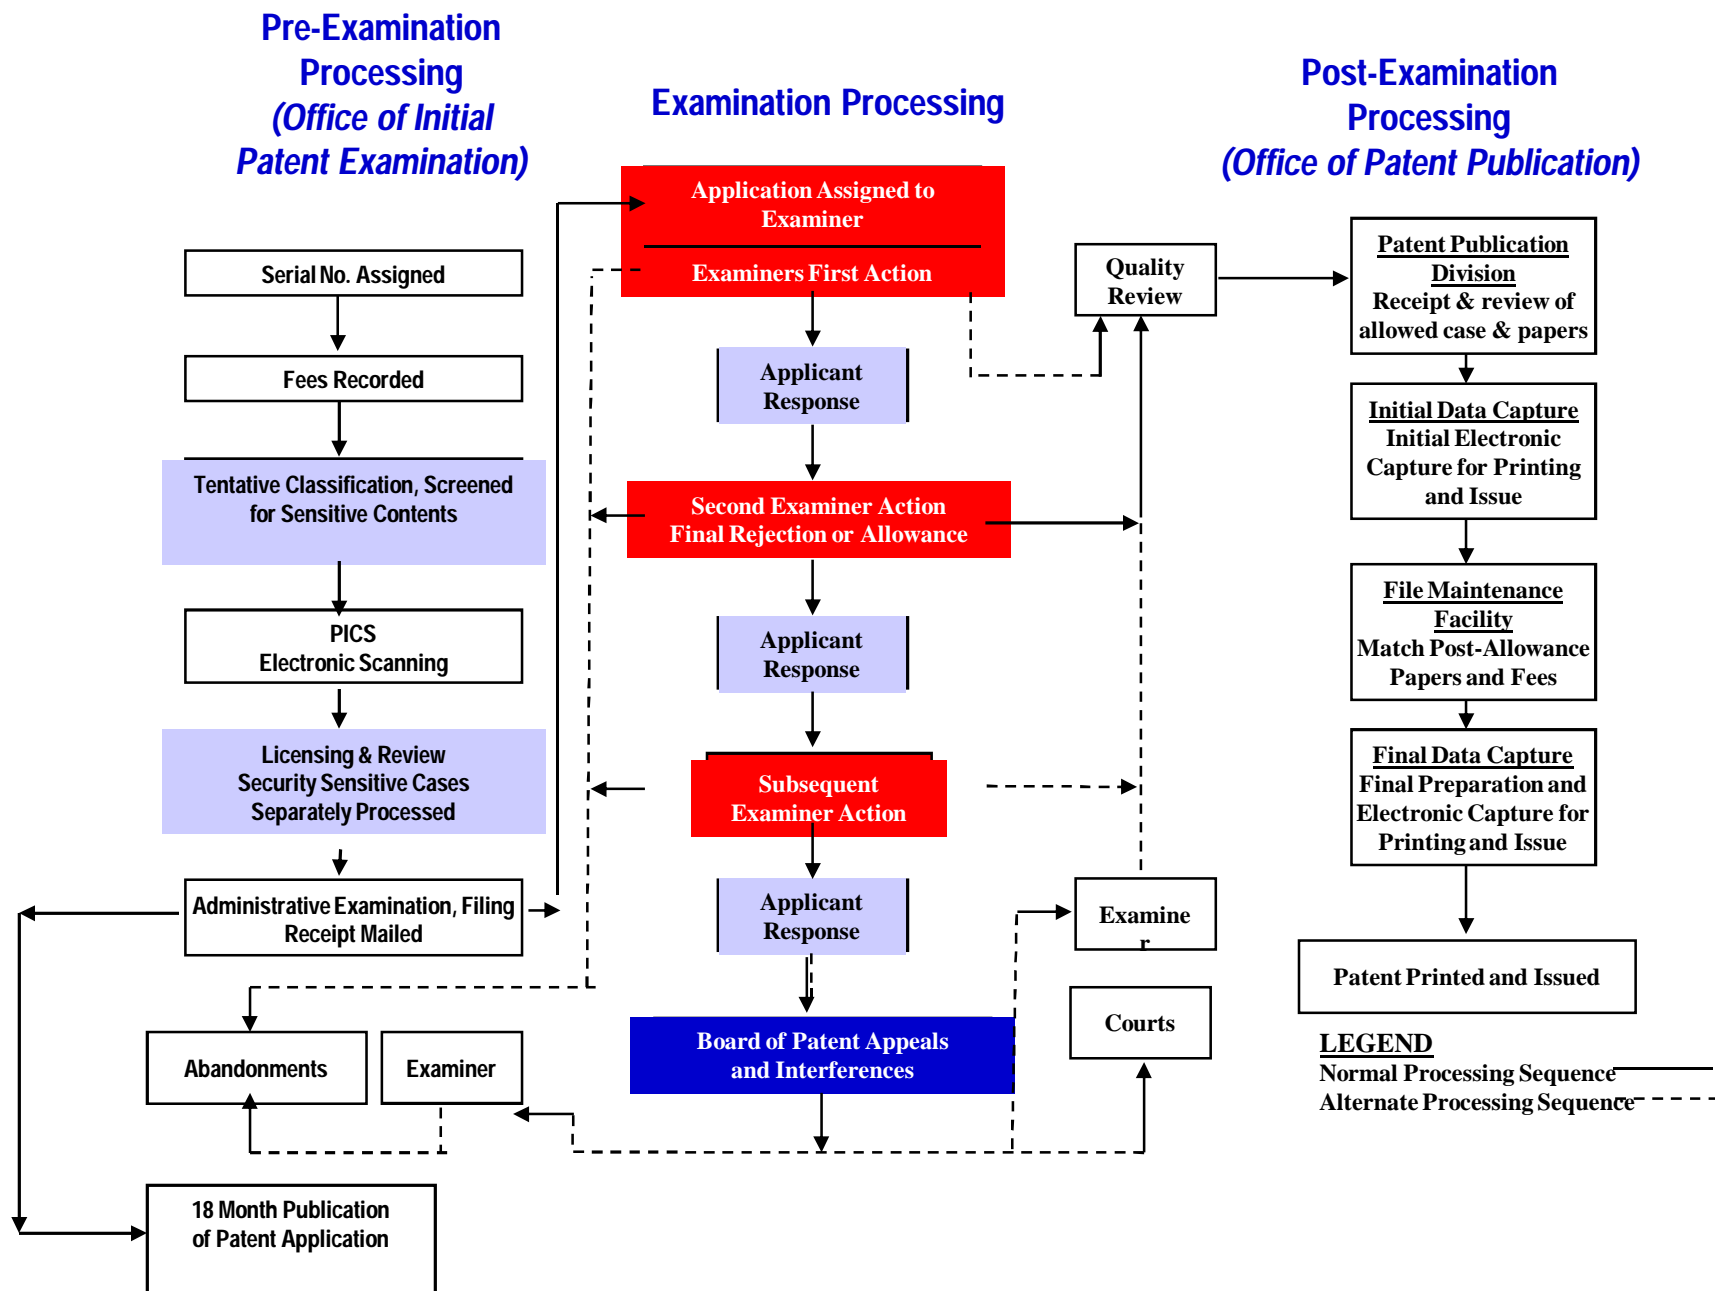 Pre-Examination
Processing
(Office of Initial
Patent Examination)
Serial No. Assigned
Fees Recorded
Tentative Classification, Screened
for Sensitive Contents
PICS
Electronic Scanning
Licensing & Review
Security Sensitive Cases
Separately Processed
Administrative Examination, Filing
Receipt Mailed
Abandonments
Examiner
18 Month Publication
of Patent Application
Examination Processing
Application Assigned to
Examiner
Examiners First Action
Applicant
Response
Second Examiner Action
Final Rejection or Allowance
Applicant
Response
Subsequent
Examiner Action
Applicant
Response
Board of Patent Appeals
and Interferences
Quality
Review
Examine
r
Courts
Post-Examination
Processing
(Office of Patent Publication)
Patent Publication
Division
Receipt & review of
allowed case & papers
Initial Data Capture
Initial Electronic
Capture for Printing
and Issue
File Maintenance
Facility
Match Post-Allowance
Papers and Fees
Final Data Capture
Final Preparation and
Electronic Capture for
Printing and Issue
Patent Printed and Issued
LEGEND
Normal Processing Sequence
Alternate Processing Sequence